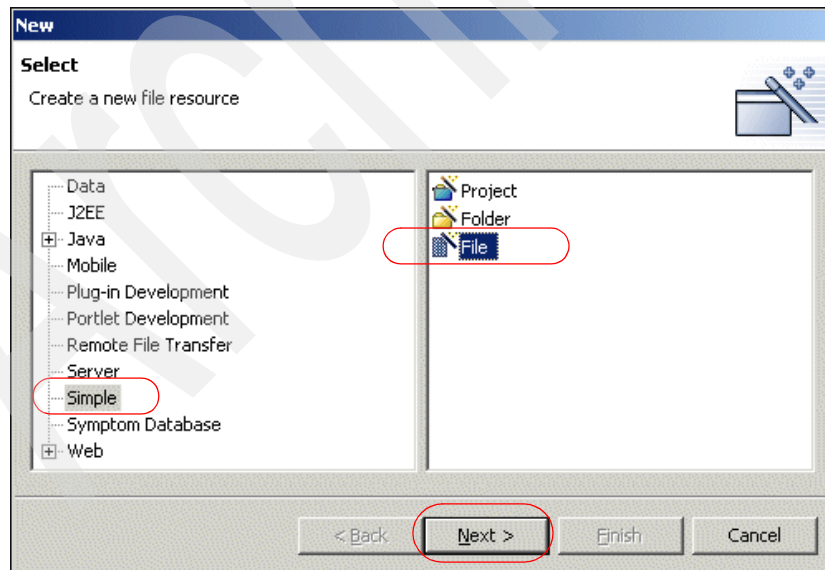 New
Select
Create a new file resource
Data
J2EE
Java
Mobile
Plug-in Development
Portlet Development
Remote File Transfer
Server
Simple
Symptom Database
Web
Project
Folder
File
< Back
Next >
Finish
Cancel